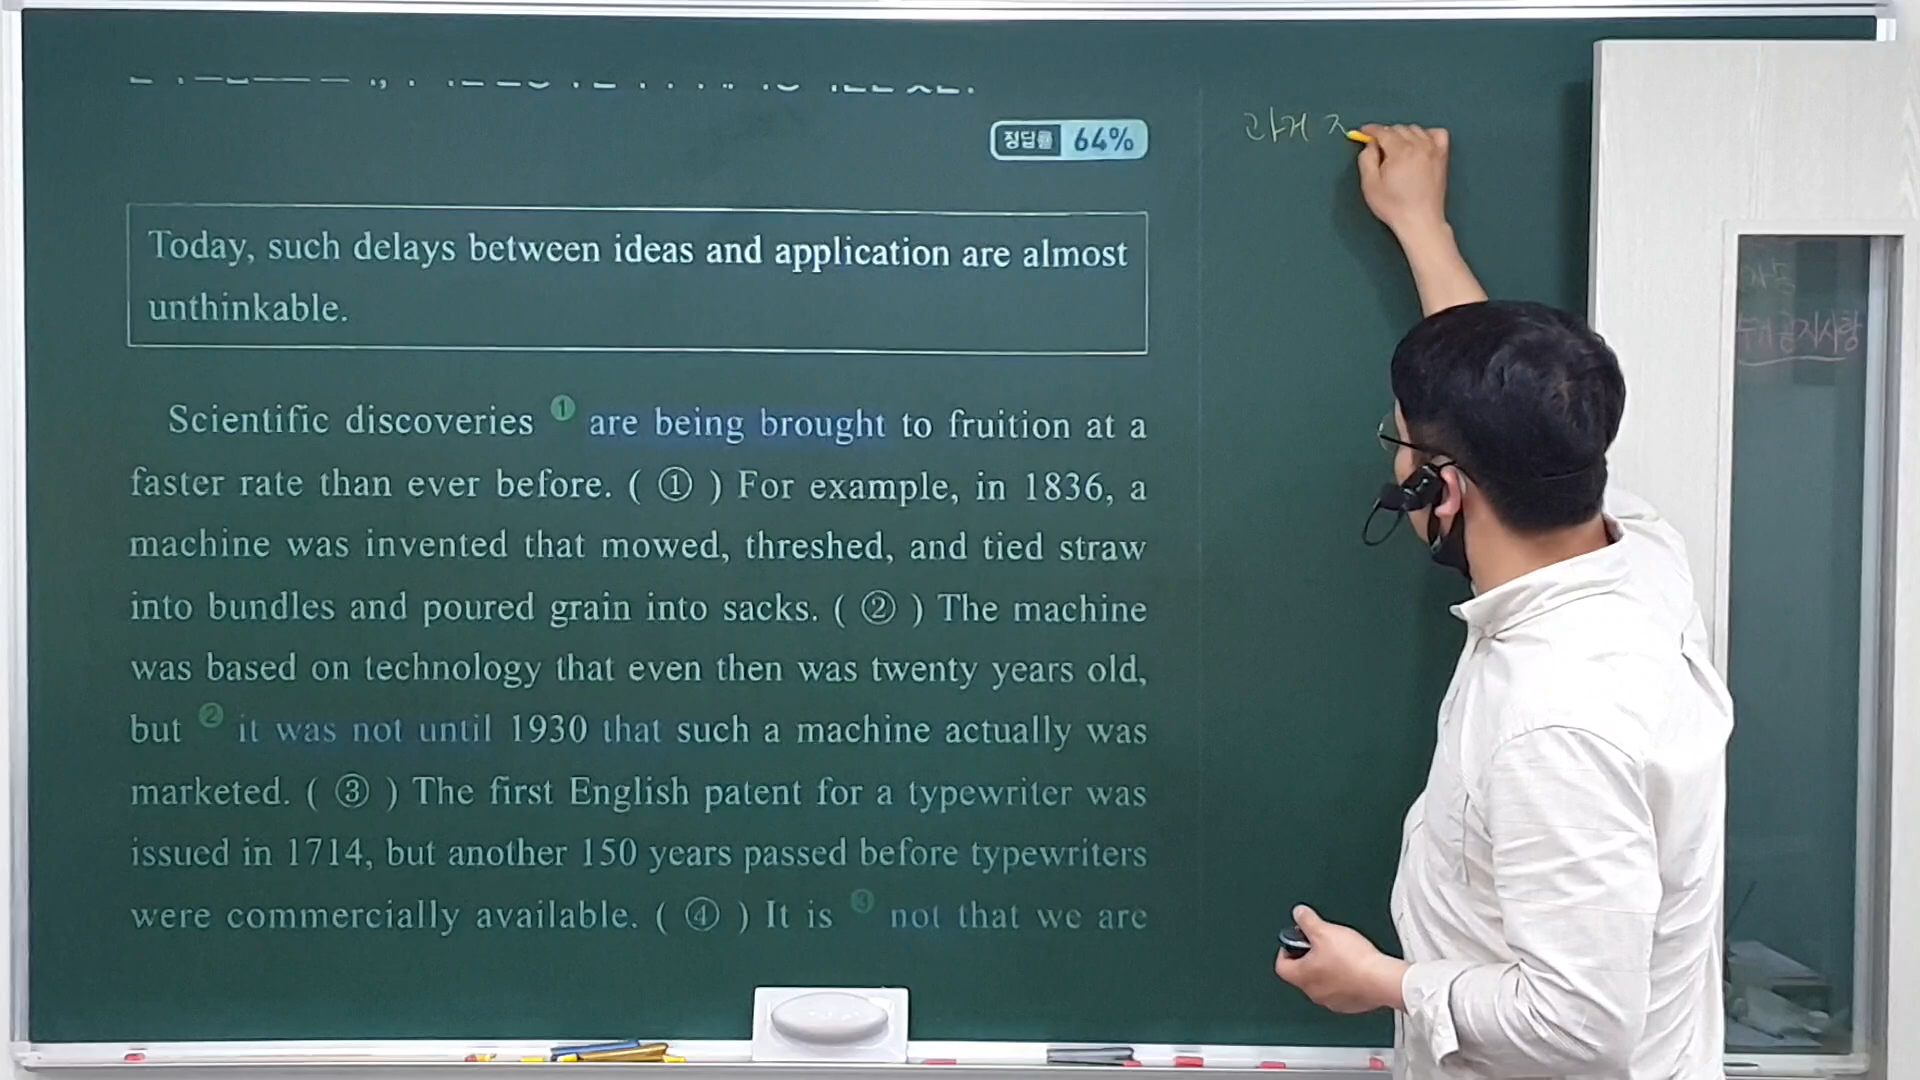 정답률 64%
Today, such delays between ideas and application are almost
unthinkable.
Scientific discoveries ① are being brought to fruition at a
faster rate than ever before. ( ① ) For example, in 1836, a
machine was invented that mowed, threshed, and tied straw
into bundles and poured grain into sacks. ( ② ) The machine
was based on technology that even then was twenty years old,
but ② it was not until 1930 that such a machine actually was
marketed. ( ③ ) The first English patent for a typewriter was
issued in 1714, but another 150 years passed before typewriters
were commercially available. ( ④ ) It is ③ not that we are
과거
공지사항